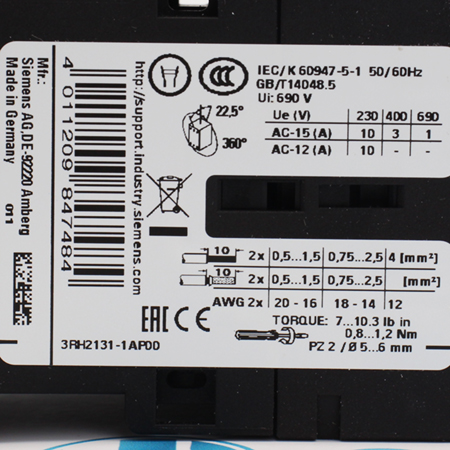 Mfr.:
Siemens AG,DE-92220 Amberg
Made in Germany
011
4 011209 847484
http://support.industry.siemens.com
CCC
IEC/K 60947-5-1 50/60Hz
GB/T14048.5
Ui: 690 V
22,5°
360°
Ue (V) 230 400 690
AC-15 (A) 10 3 1
AC-12 (A) 10 - -
10 2x 0,5...1,5 0,75...2,5 4 [mm²]
10 2x 0,5...1,5 0,75...2,5 [mm²]
AWG 2x 20 - 16 18 - 14 12
TORQUE: 7...10.3 lb in
0,8...1,2 Nm
PZ 2 / Ø 5...6 mm
EAC CE
3RH2131-1AP00